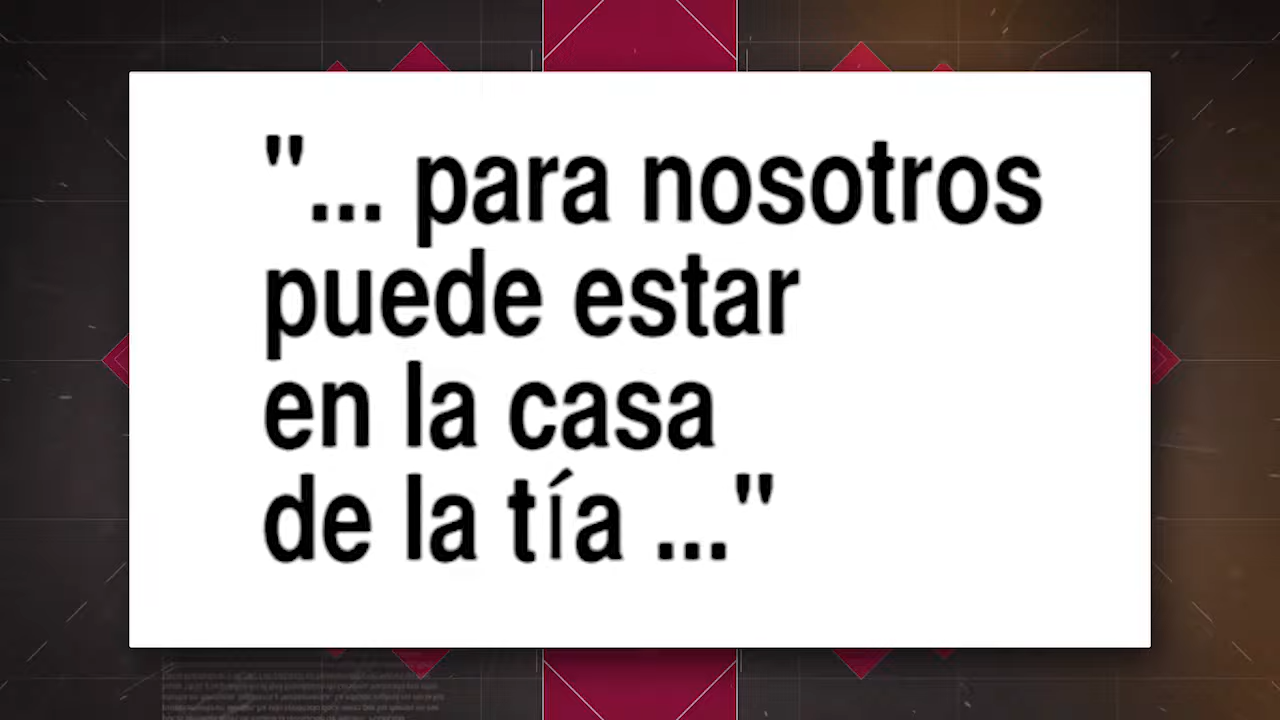 "... para nosotros
puede estar
en la casa
de la tía ..."